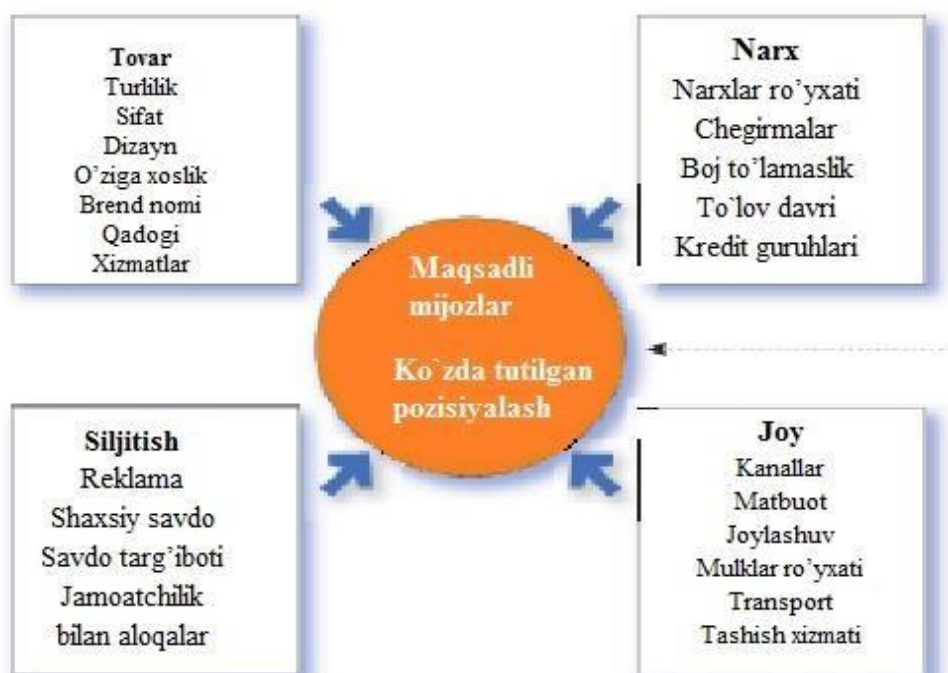 Tovar
Turlilik
Sifat
Dizayn
O’ziga xoslik
Brend nomi
Qadogi
Xizmatlar
Narx
Narxlar ro’yxati
Chegirmalar
Boj to’lamaslik
To`lov davri
Kredit guruhlari
Maqsadli
mijozlar
Ko`zda tutilgan
pozisiyalash
Siljitish
Reklama
Shaxsiy savdo
Savdo targ’iboti
Jamoatchilik
bilan aloqalar
Joy
Kanallar
Matbuot
Joylashuv
Mulklar ro’yxati
Transport
Tashish xizmati